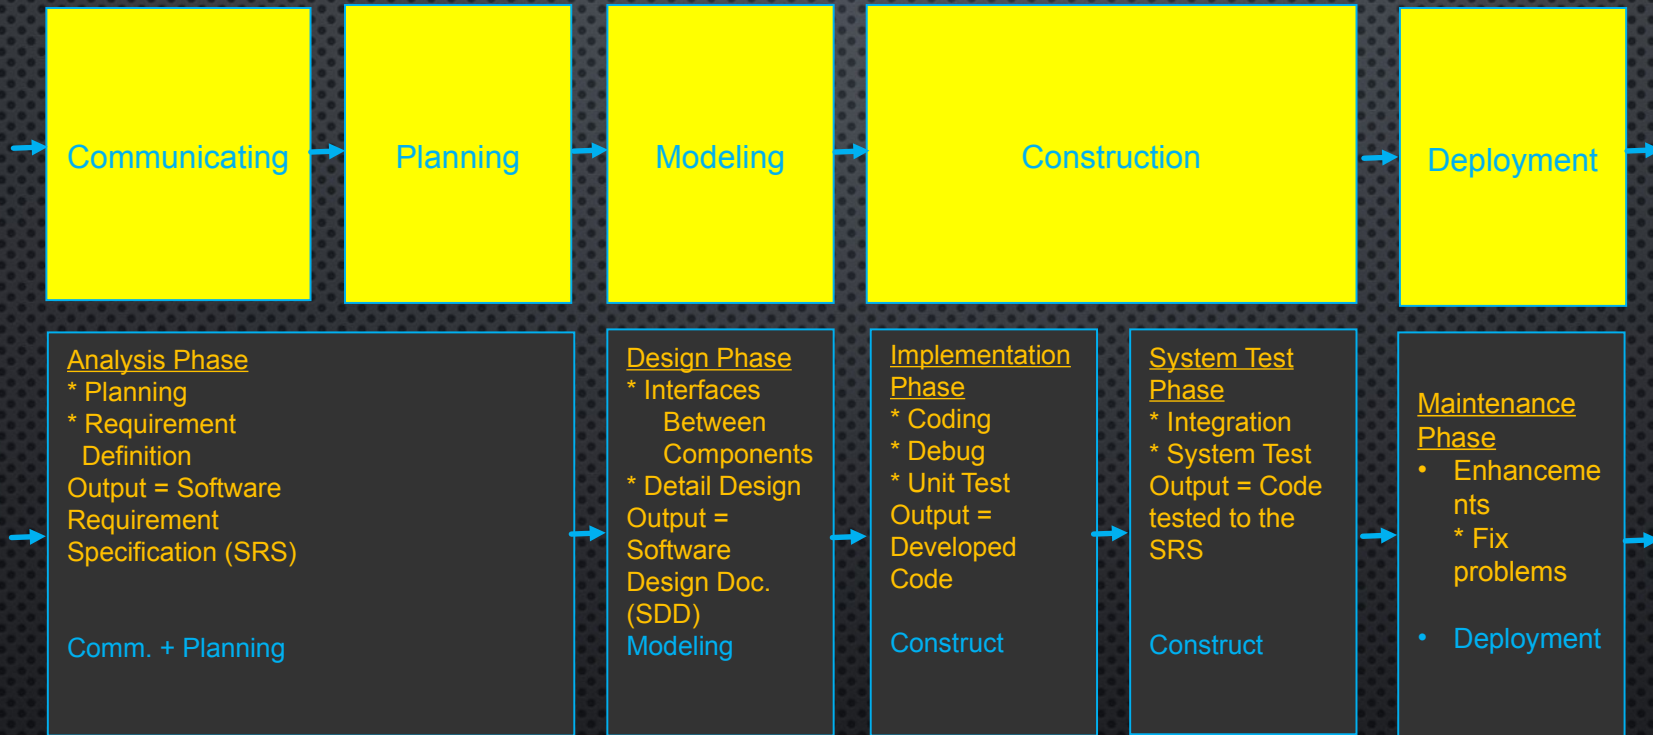 Communicating
Planning
Modeling
Construction
Deployment
Analysis Phase
* Planning
* Requirement
Definition
Output = Software
Requirement
Specification (SRS)
Comm. + Planning
Design Phase
* Interfaces
Between
Components
* Detail Design
Output =
Software
Design Doc.
(SDD)
Modeling
Implementation
Phase
* Coding
* Debug
* Unit Test
Output =
Developed
Code
Construct
System Test
Phase
* Integration
* System Test
Output = Code
tested to the
SRS
Construct
Maintenance
Phase
• Enhanceme
nts
* Fix
problems
• Deployment